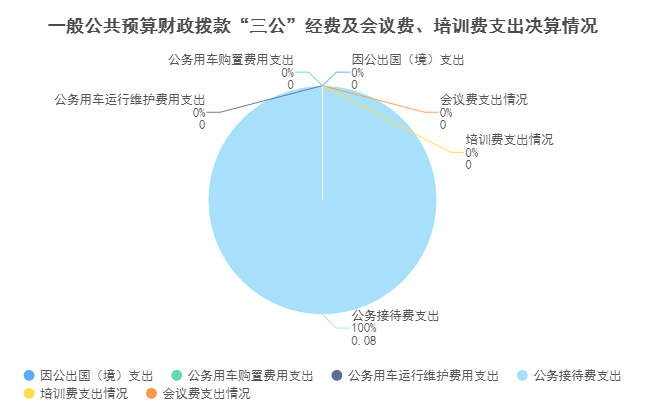 一般公共预算财政拨款“三公”经费及会议费、培训费支出决算情况
公务用车购置费用支出
0%
0
因公出国（境）支出
0%
0
公务用车运行维护费用支出
0%
0
会议费支出情况
0%
0
培训费支出情况
0%
0
公务接待费支出
100%
0.08
因公出国（境）支出 公务用车购置费用支出 公务用车运行维护费用支出 公务接待费支出
培训费支出情况 会议费支出情况